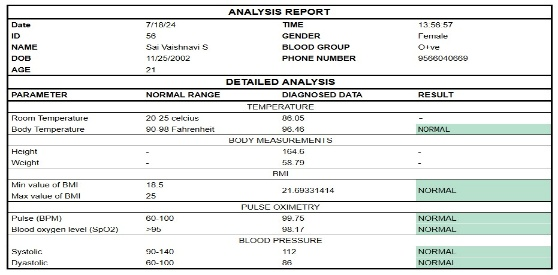 ANALYSIS REPORT
Date 7/18/24 TIME 13:56:57
ID 56 GENDER Female
NAME Sai Vaishnavi S BLOOD GROUP O+ve
DOB 11/25/2002 PHONE NUMBER 9566040669
AGE 21
DETAILED ANALYSIS
PARAMETER NORMAL RANGE DIAGNOSED DATA RESULT
TEMPERATURE
Room Temperature 20-25 celcius 86.05 -
Body Temperature 90-98 Fahrenheit 96.46 NORMAL
BODY MEASUREMENTS
Height - 164.6 -
Weight - 58.79 -
BMI
Min value of BMI 18.5
21.69331414 NORMAL
Max value of BMI 25
PULSE OXIMETRY
Pulse (BPM) 60-100 99.75 NORMAL
Blood oxygen level (SpO2) >95 98.17 NORMAL
BLOOD PRESSURE
Systolic 90-140 112 NORMAL
Dyastolic 60-100 86 NORMAL